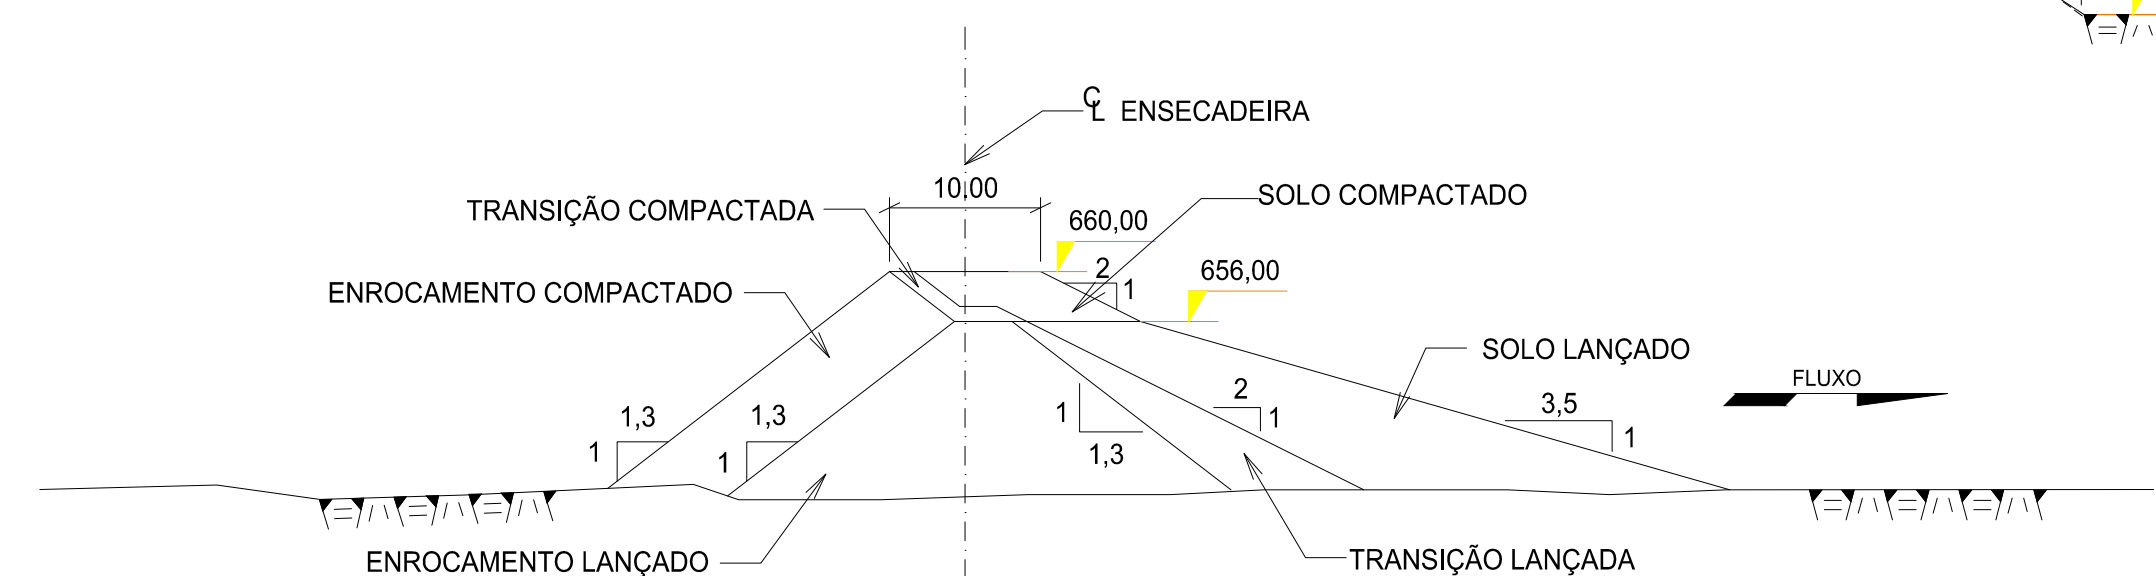 ℄ ENSECADEIRA
10,00
TRANSIÇÃO COMPACTADA
SOLO COMPACTADO
660,00
2
1
656,00
ENROCAMENTO COMPACTADO
SOLO LANÇADO
FLUXO
1,3
1
1,3
1
1
1,3
2
1
3,5
1
ENROCAMENTO LANÇADO
TRANSIÇÃO LANÇADA